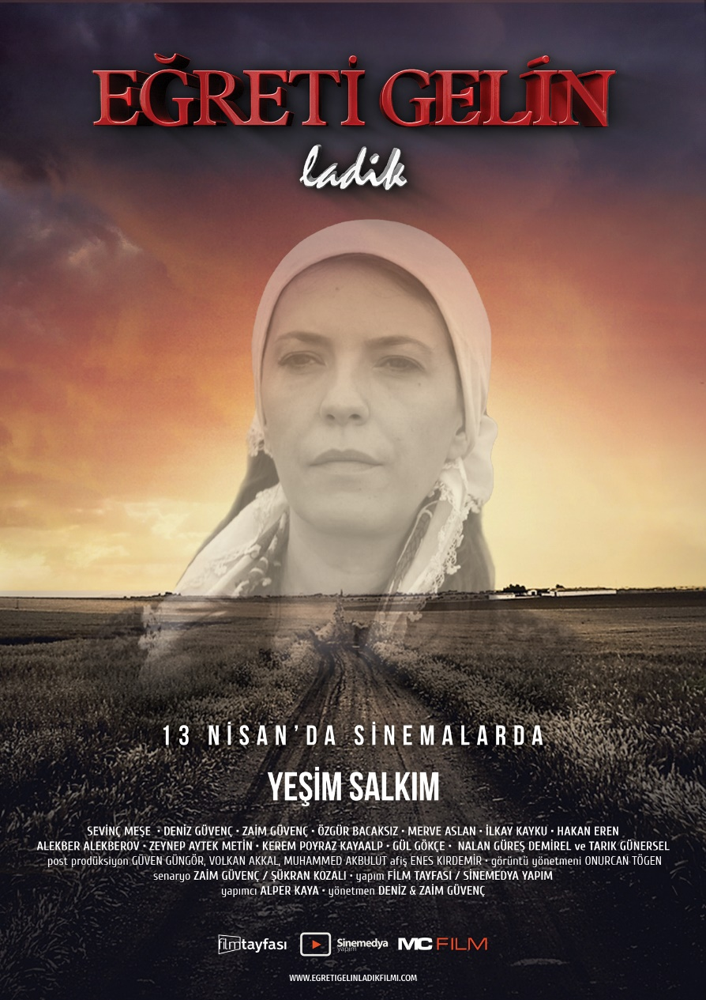 EĞRETİ GELİN
ladik
13 NİSAN'DA SİNEMALARDA
YEŞİM SALKIM
SEVİNÇ MEŞE • DENİZ GÜVENÇ • ZAİM GÜVENÇ • ÖZGÜR BACAKSIZ • MERVE ASLAN • İLKAY KAYKU • HAKAN EREN
ALEKBER ALEKBEROV • ZEYNEP AYTEK METİN • KEREM POYRAZ KAYAALP • GÜL GÖKÇE • NALAN GÜREŞ DEMİREL ve TARIK GÜNERSEL
post prodüksiyon GÜVEN GÜNGÖR, VOLKAN AKKAL, MUHAMMED AKBULUT afiş ENES KIRDEMİR • görüntü yönetmeni ONURCAN TÖGEN
senaryo ZAİM GÜVENÇ / ŞÜKRAN KOZALI • yapım FİLM TAYFASI / SİNEMEDYA YAPIM
yapımcı ALPER KAYA • yönetmen DENİZ & ZAİM GÜVENÇ
filmtayfası Sinemedya yapım MC FILM
WWW.EGRETIGELINLADIKFILMI.COM